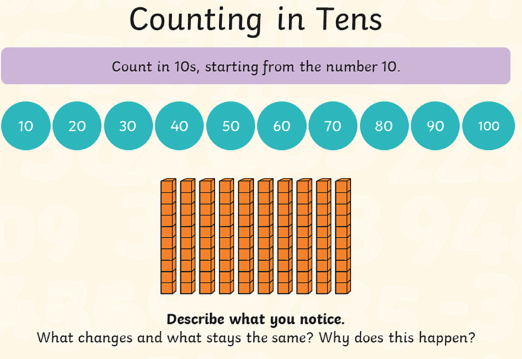 Counting in Tens
Count in 10s, starting from the number 10.
10 20 30 40 50 60 70 80 90 100
Describe what you notice.
What changes and what stays the same? Why does this happen?